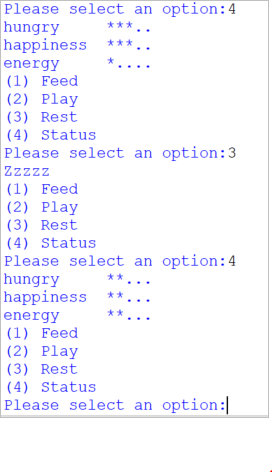 Please select an option:4
hungry     ***..
happiness  ***..
energy     *....
(1) Feed
(2) Play
(3) Rest
(4) Status
Please select an option:3
Zzzzz
(1) Feed
(2) Play
(3) Rest
(4) Status
Please select an option:4
hungry     **...
happiness  **...
energy     **...
(1) Feed
(2) Play
(3) Rest
(4) Status
Please select an option: